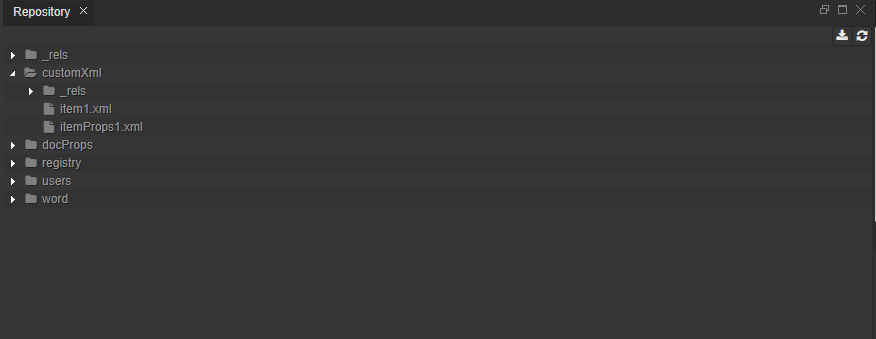 Repository
_rels
customXml
_rels
item1.xml
itemProps1.xml
docProps
registry
users
word